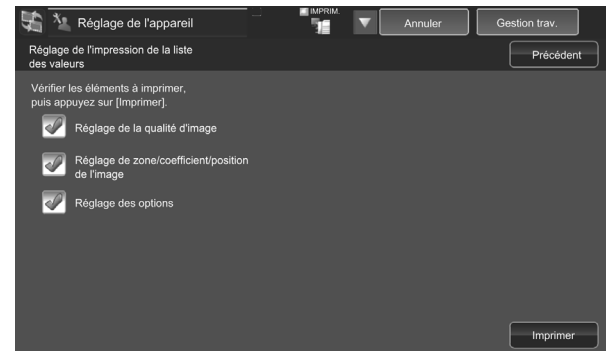 IMPRIM.
Réglage de l'appareil
Annuler
Gestion trav.
Réglage de l'impression de la liste
des valeurs
Précédent
Vérifier les éléments à imprimer,
puis appuyez sur [Imprimer].
Réglage de la qualité d'image
Réglage de zone/coefficient/position
de l'image
Réglage des options
Imprimer